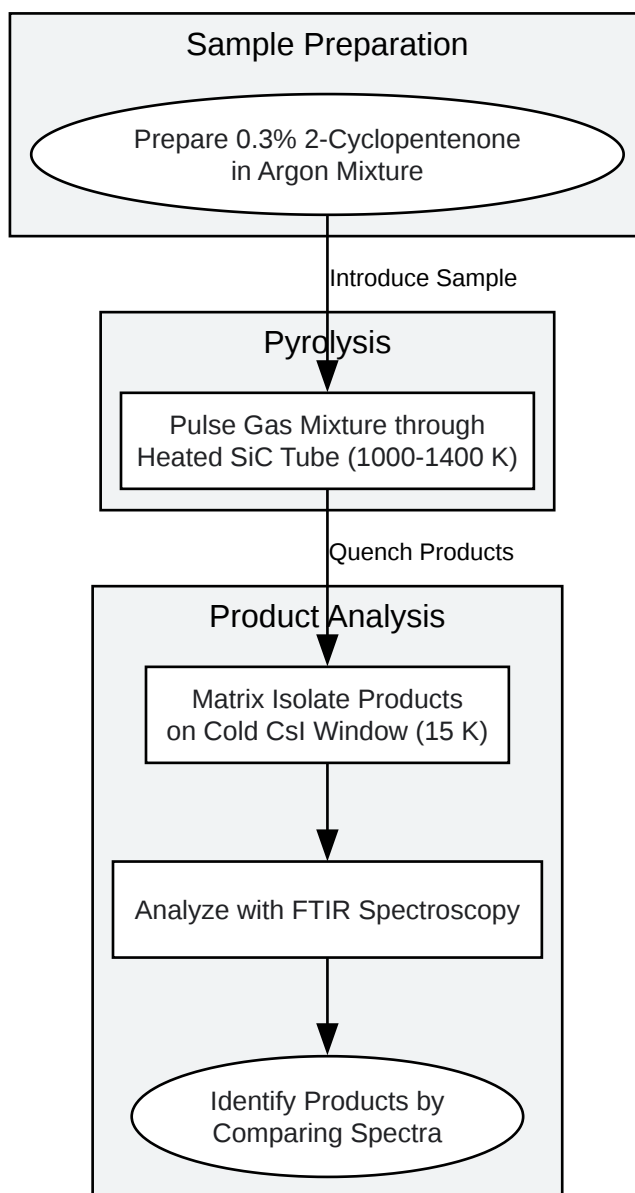 Sample Preparation
Prepare 0.3% 2-Cyclopentenone
in Argon Mixture
Introduce Sample
Pyrolysis
Pulse Gas Mixture through
Heated SiC Tube (1000-1400 K)
Quench Products
Product Analysis
Matrix Isolate Products
on Cold CsI Window (15 K)
Analyze with FTIR Spectroscopy
Identify Products by
Comparing Spectra